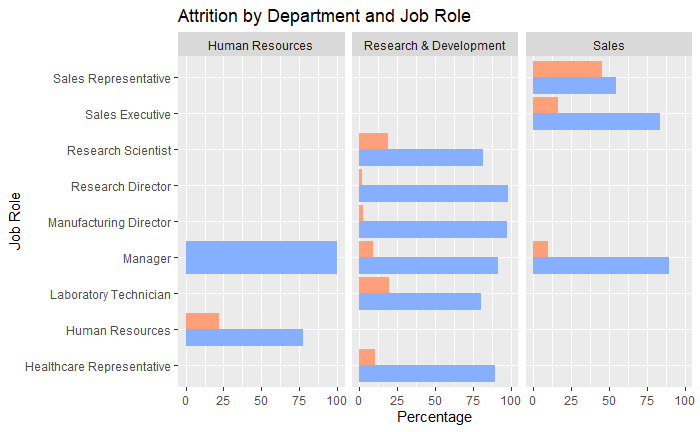 Attrition by Department and Job Role
Human Resources
Research & Development
Sales
Job Role
Sales Representative
Sales Executive
Research Scientist
Research Director
Manufacturing Director
Manager
Laboratory Technician
Human Resources
Healthcare Representative
0 25 50 75 100
0 25 50 75 100
0 25 50 75 100
Percentage